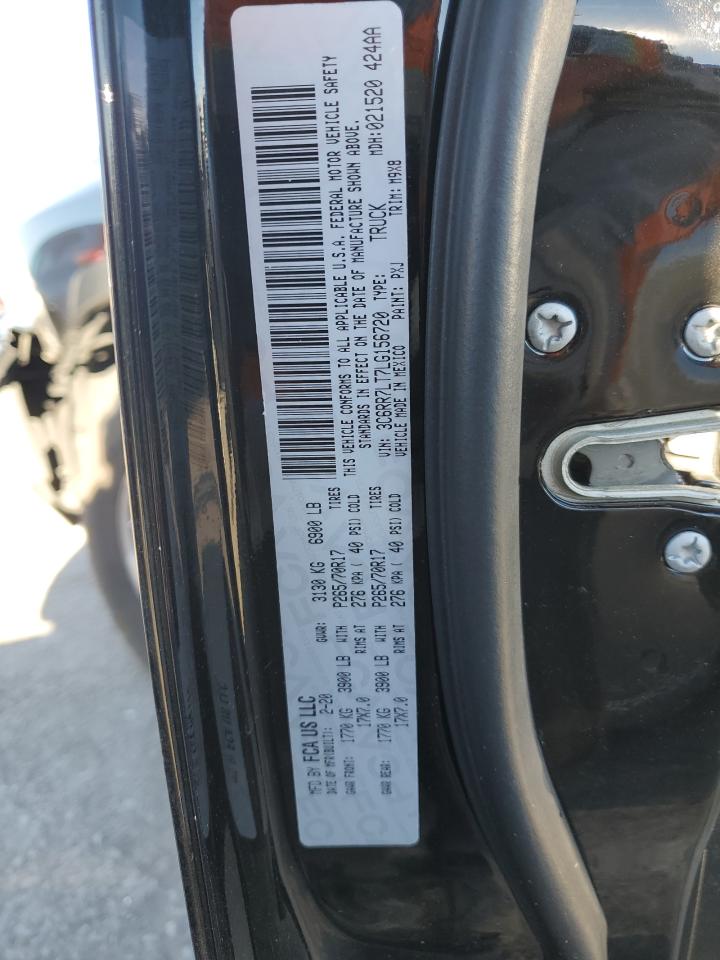 MFD BY FCA US LLC
DATE OF MFR(BUILT): 2-20 GVWR: 3130 KG 6900 LB
GAWR FRONT: 1770 KG 3900 LB WITH P265/70R17 TIRES
17X7.0 RIMS AT 276 KPA ( 40 PSI) COLD
GAWR REAR: 1770 KG 3900 LB WITH P265/70R17 TIRES
17X7.0 RIMS AT 276 KPA ( 40 PSI) COLD
THIS VEHICLE CONFORMS TO ALL APPLICABLE U.S.A. FEDERAL MOTOR VEHICLE SAFETY
STANDARDS IN EFFECT ON THE DATE OF MANUFACTURE SHOWN ABOVE.
VIN: 3C6RR7LT7LG156720 TYPE: TRUCK MDH:021520 424AA
VEHICLE MADE IN MEXICO PAINT: PXJ TRIM: M9X8